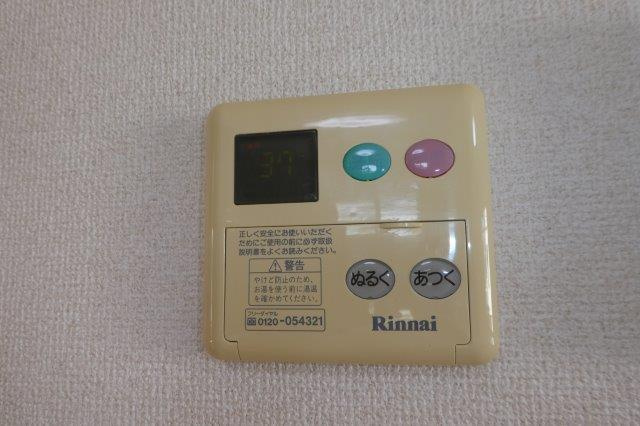 37
正しく安全にお使いいただく
ためにご使用の前に必ず取扱
説明書をよくお読みください。
警告
やけど防止のため、
お湯を使う前に湯温
を確かめてください。
フリーダイヤル
0120-054321
ぬるく
あつく
Rinnai